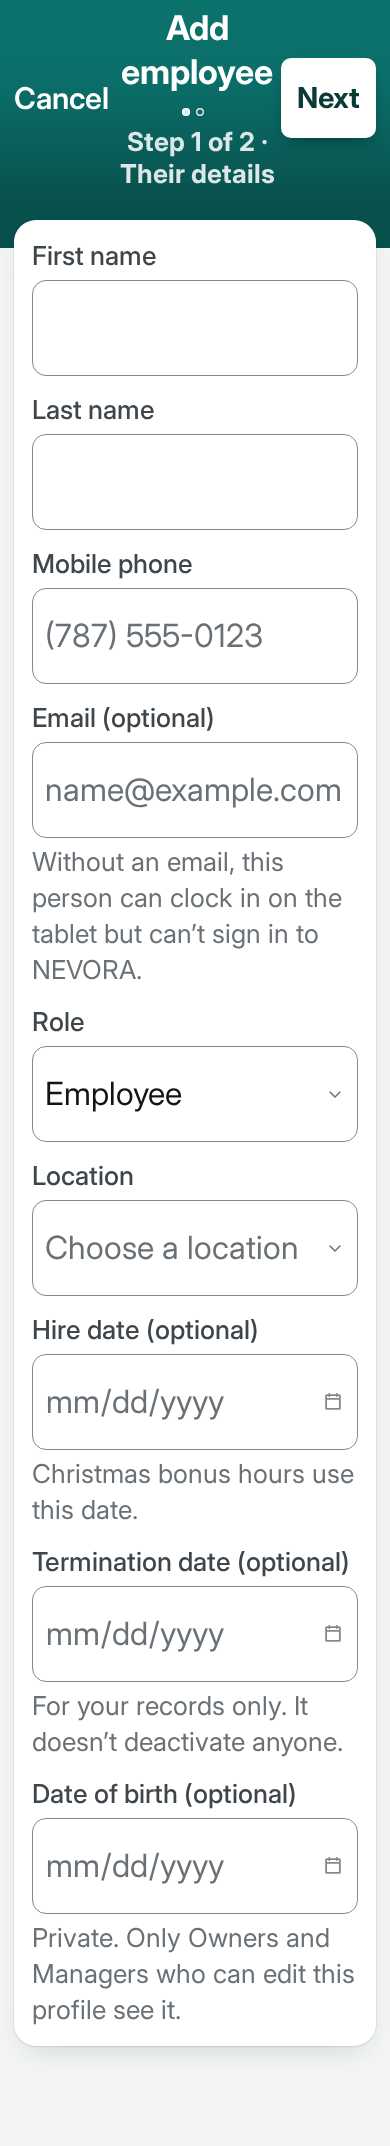 Cancel
Add
employee
Step 1 of 2 ·
Their details
Next
First name
Last name
Mobile phone
(787) 555-0123
Email (optional)
name@example.com
Without an email, this
person can clock in on the
tablet but can’t sign in to
NEVORA.
Role
Employee
Location
Choose a location
Hire date (optional)
mm/dd/yyyy
Christmas bonus hours use
this date.
Termination date (optional)
mm/dd/yyyy
For your records only. It
doesn’t deactivate anyone.
Date of birth (optional)
mm/dd/yyyy
Private. Only Owners and
Managers who can edit this
profile see it.